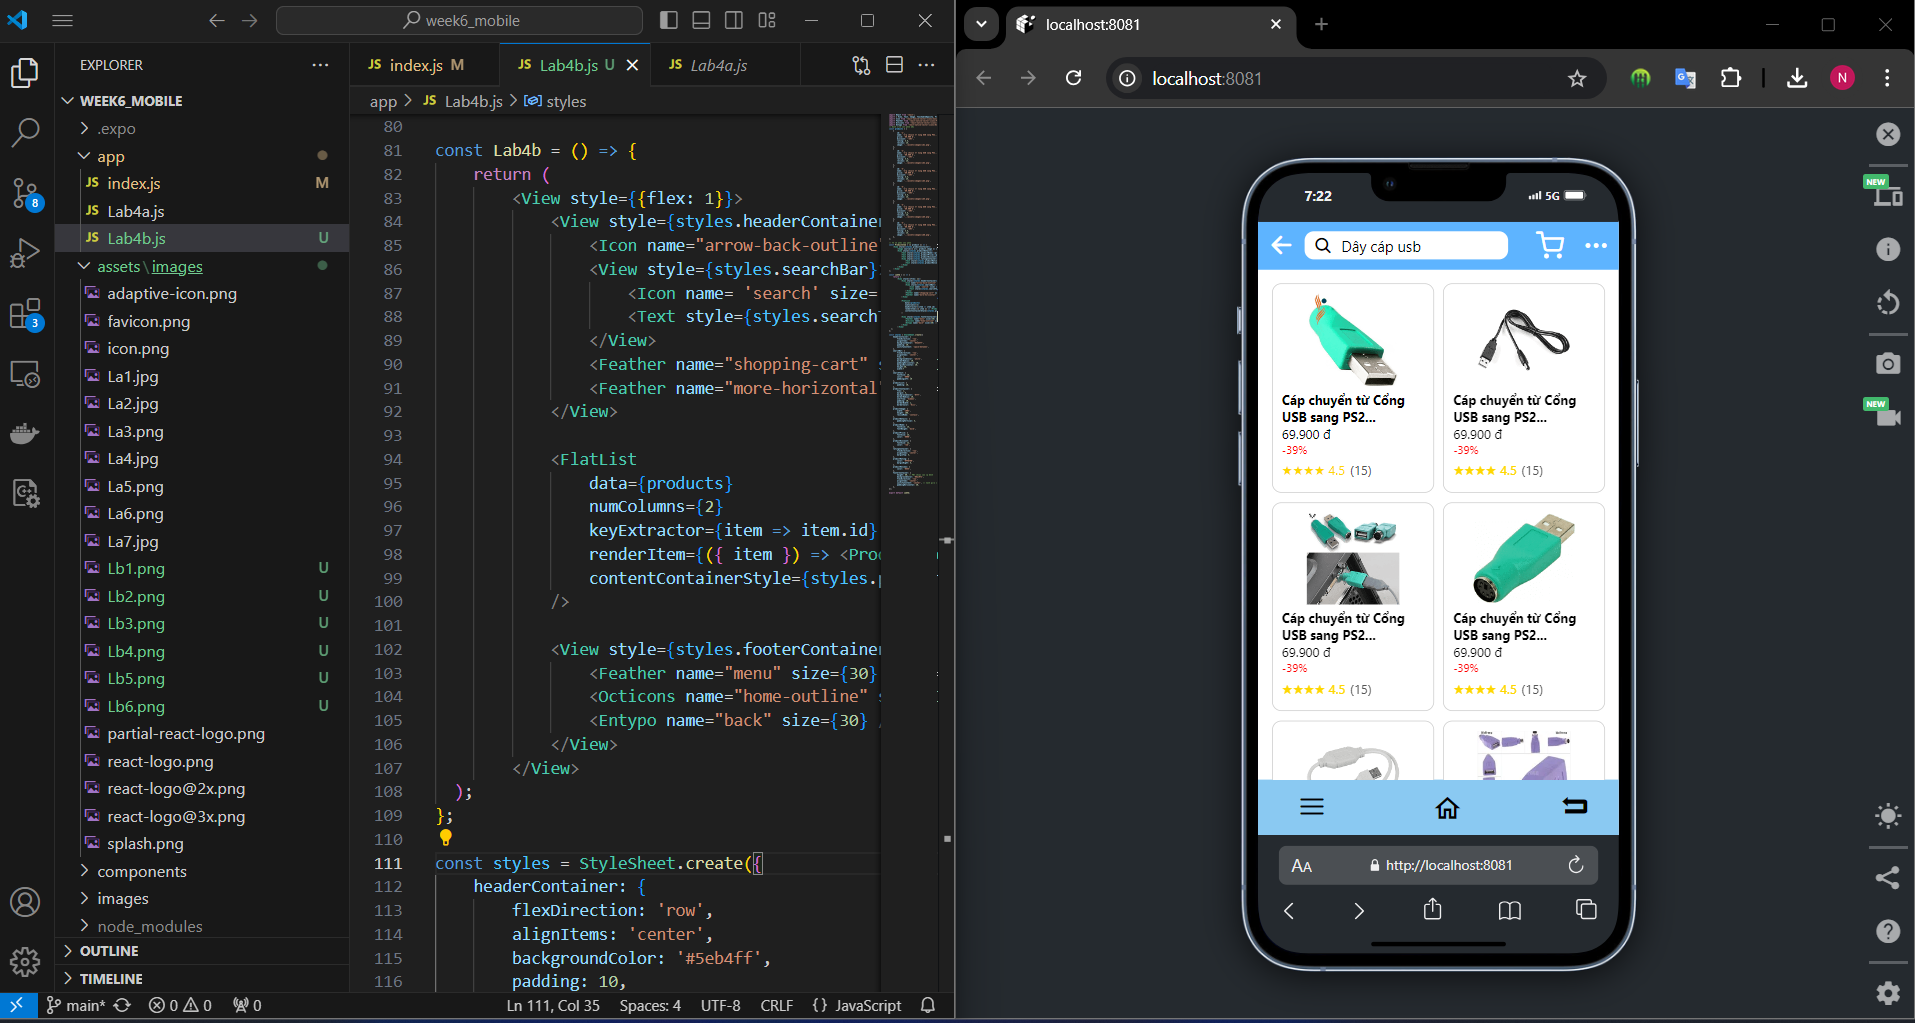 week6_mobile
EXPLORER
WEEK6_MOBILE
.expo
app
index.js M
Lab4a.js
Lab4b.js U
assets\images
adaptive-icon.png
favicon.png
icon.png
La1.jpg
La2.jpg
La3.png
La4.jpg
La5.png
La6.png
La7.jpg
Lb1.png U
Lb2.png U
Lb3.png U
Lb4.png U
Lb5.png U
Lb6.png U
partial-react-logo.png
react-logo.png
react-logo@2x.png
react-logo@3x.png
splash.png
components
images
node_modules
OUTLINE
TIMELINE
8
3
JS index.js M
JS Lab4b.js U
JS Lab4a.js
app > JS Lab4b.js > styles
80
81 const Lab4b = () => {
82 return (
83 <View style={{flex: 1}}>
84 <View style={styles.headerContainer
85 <Icon name="arrow-back-outline"
86 <View style={styles.searchBar}
87 <Icon name= 'search' size=
88 <Text style={styles.search
89 </View>
90 <Feather name="shopping-cart"
91 <Feather name="more-horizontal"
92 </View>
93
94 <FlatList
95 data={products}
96 numColumns={2}
97 keyExtractor={item => item.id}
98 renderItem={({ item }) => <Pro
99 contentContainerStyle={styles.
100 />
101
102 <View style={styles.footerContainer
103 <Feather name="menu" size={30}
104 <Octicons name="home-outline"
105 <Entypo name="back" size={30} /
106 </View>
107 </View>
108 );
109 };
110
111 const styles = StyleSheet.create({
112 headerContainer: {
113 flexDirection: 'row',
114 alignItems: 'center',
115 backgroundColor: '#5eb4ff',
116 padding: 10,
main* 0 0 0
Ln 111, Col 35 Spaces: 4 UTF-8 CRLF {} JavaScript
localhost:8081
localhost:8081
N
NEW
NEW
7:22
5G
Dây cáp usb
Cáp chuyển từ Cổng
USB sang PS2...
69.900 đ
-39%
★★★★ 4.5 (15)
Cáp chuyển từ Cổng
USB sang PS2...
69.900 đ
-39%
★★★★ 4.5 (15)
Cáp chuyển từ Cổng
USB sang PS2...
69.900 đ
-39%
★★★★ 4.5 (15)
Cáp chuyển từ Cổng
USB sang PS2...
69.900 đ
-39%
★★★★ 4.5 (15)
AA http://localhost:8081